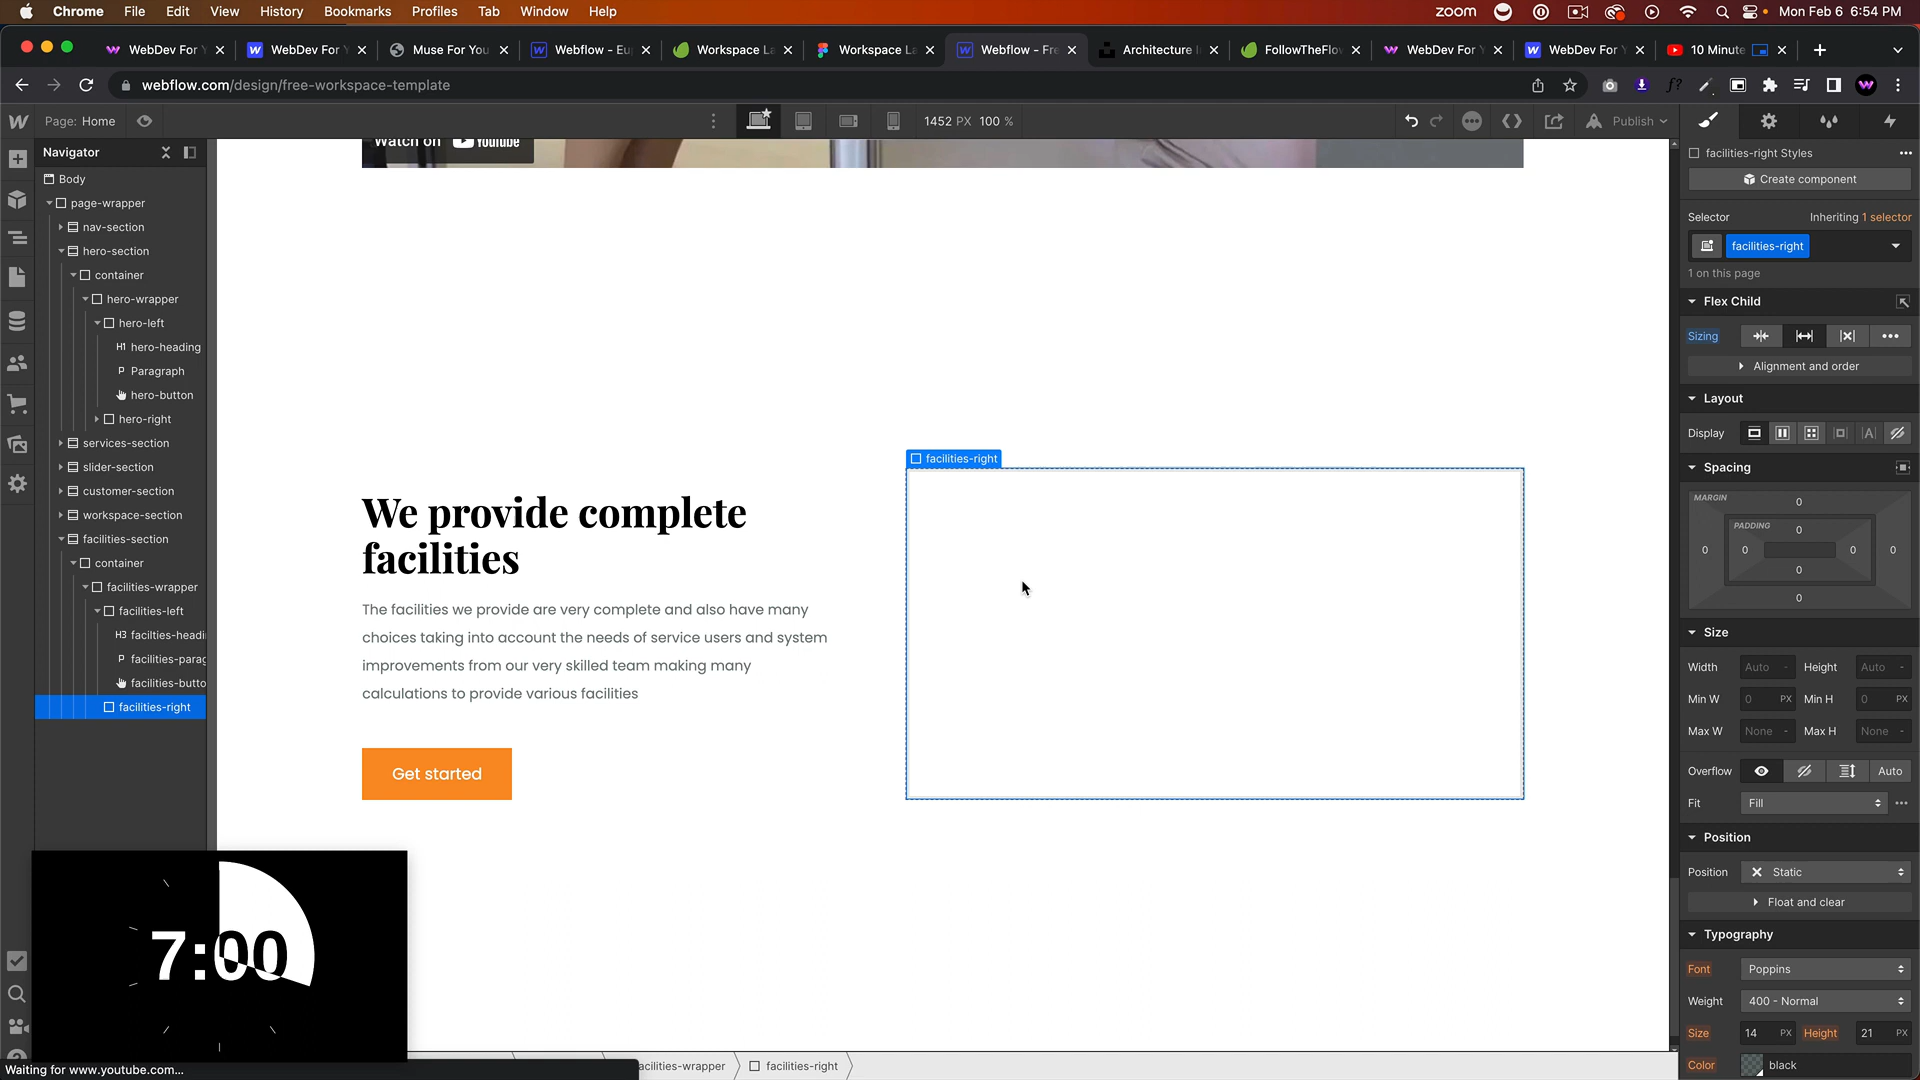 Chrome File Edit View History Bookmarks Profiles Tab Window Help
zoom Mon Feb 6 6:54 PM
WebDev For Y WebDev For Y Muse For You Webflow - Eu Workspace La Workspace La Webflow - Fre Architecture I FollowTheFlo WebDev For Y WebDev For Y 10 Minute
webflow.com/design/free-workspace-template
Page: Home 1452 PX 100 % Publish
Navigator
Body
page-wrapper
nav-section
hero-section
container
hero-wrapper
hero-left
H1 hero-heading
P Paragraph
hero-button
hero-right
services-section
slider-section
customer-section
workspace-section
facilities-section
container
facilities-wrapper
facilities-left
H3 facilties-headi
P facilities-parag
facilities-butto
facilities-right
Watch on YouTube
facilities-right
We provide complete
facilities
The facilities we provide are very complete and also have many
choices taking into account the needs of service users and system
improvements from our very skilled team making many
calculations to provide various facilities
Get started
7:00
Waiting for www.youtube.com...
acilities-wrapper facilities-right
facilities-right Styles
Create component
Selector Inheriting 1 selector
facilities-right
1 on this page
Flex Child
Sizing
Alignment and order
Layout
Display
Spacing
MARGIN
0
PADDING
0
0 0 0 0
0
0
Size
Width Auto - Height Auto -
Min W 0 PX Min H 0 PX
Max W None - Max H None -
Overflow Auto
Fit Fill
Position
Position Static
Float and clear
Typography
Font Poppins
Weight 400 - Normal
Size 14 PX Height 21 PX
Color black